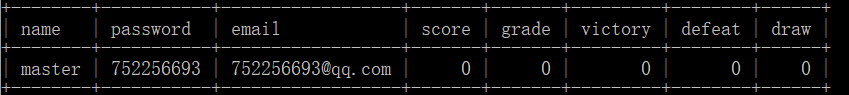 name password email score grade victory defeat draw
master 752256693 752256693@qq.com 0 0 0 0 0